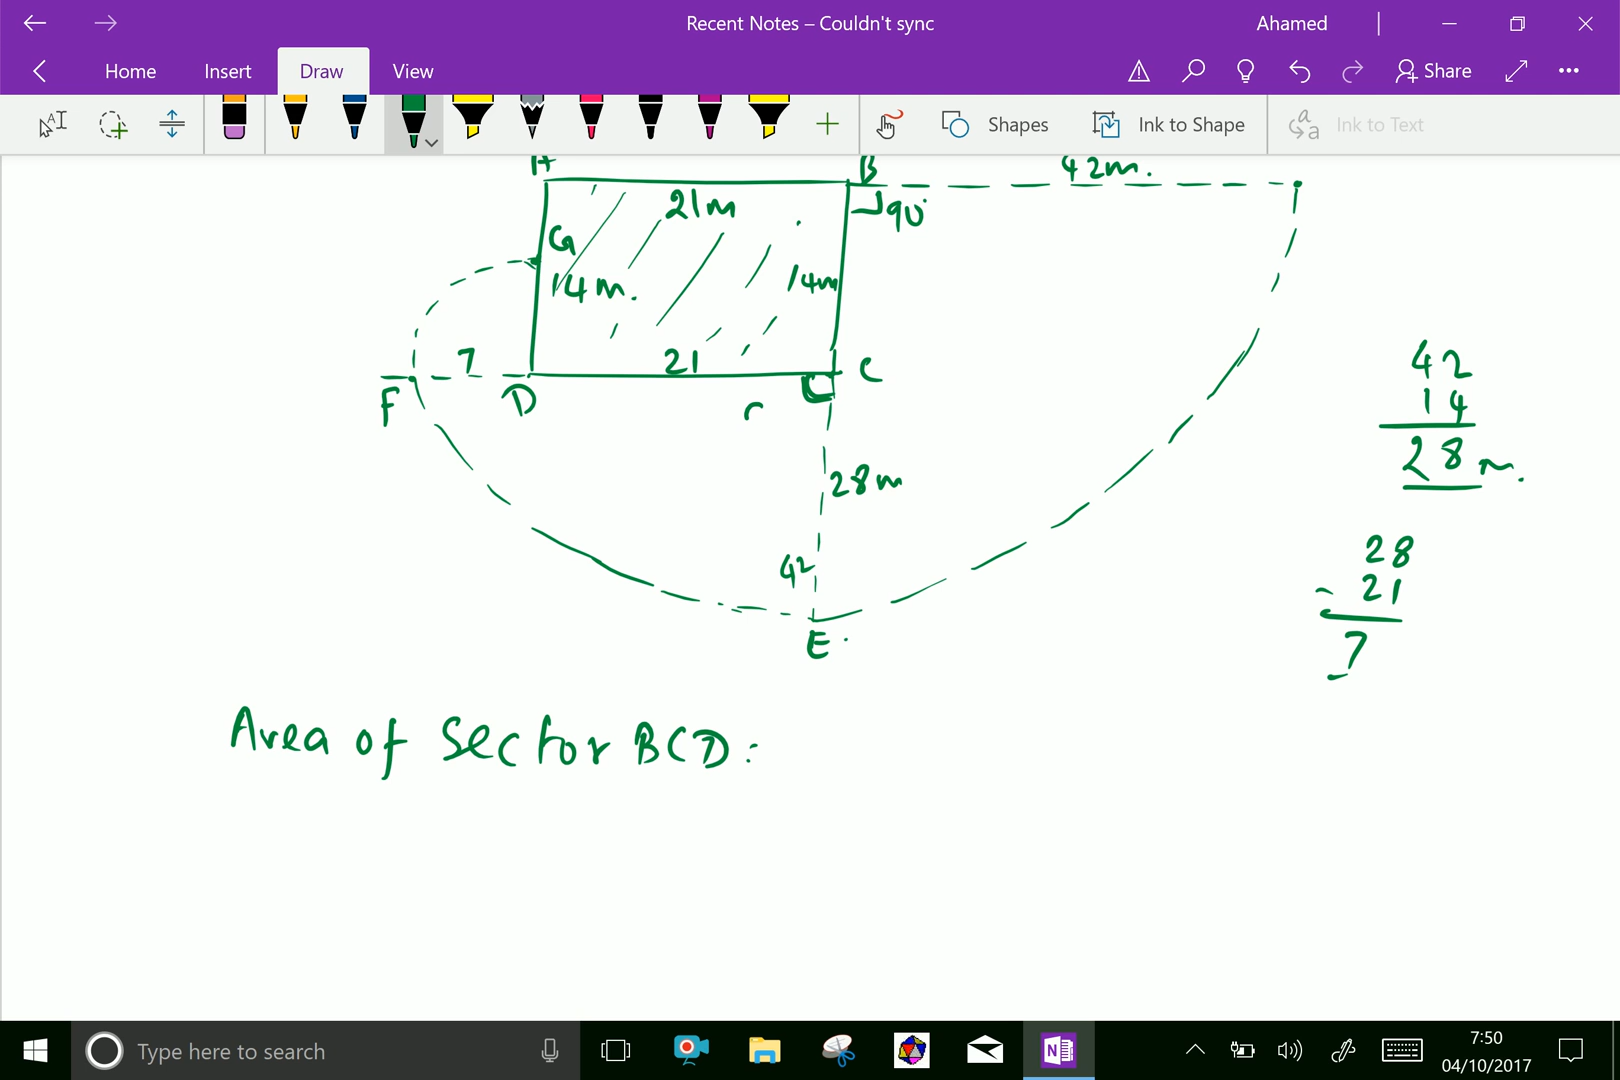 Recent Notes – Couldn't sync
Ahamed
Home
Insert
Draw
View
Share
Shapes
Ink to Shape
Ink to Text
A
B
42m.
21m
90°
G
14m.
14m
7
21
C
F
D
r
28m
42
E
42
14
28m.
28
- 21
7
Area of Sector BCD:
Type here to search
7:50
04/10/2017